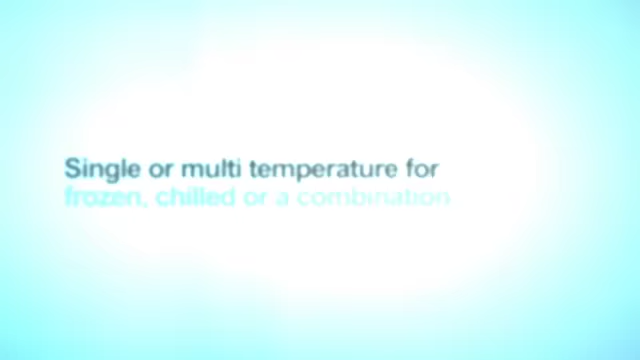 Single or multi temperature for
frozen, chilled or a combination